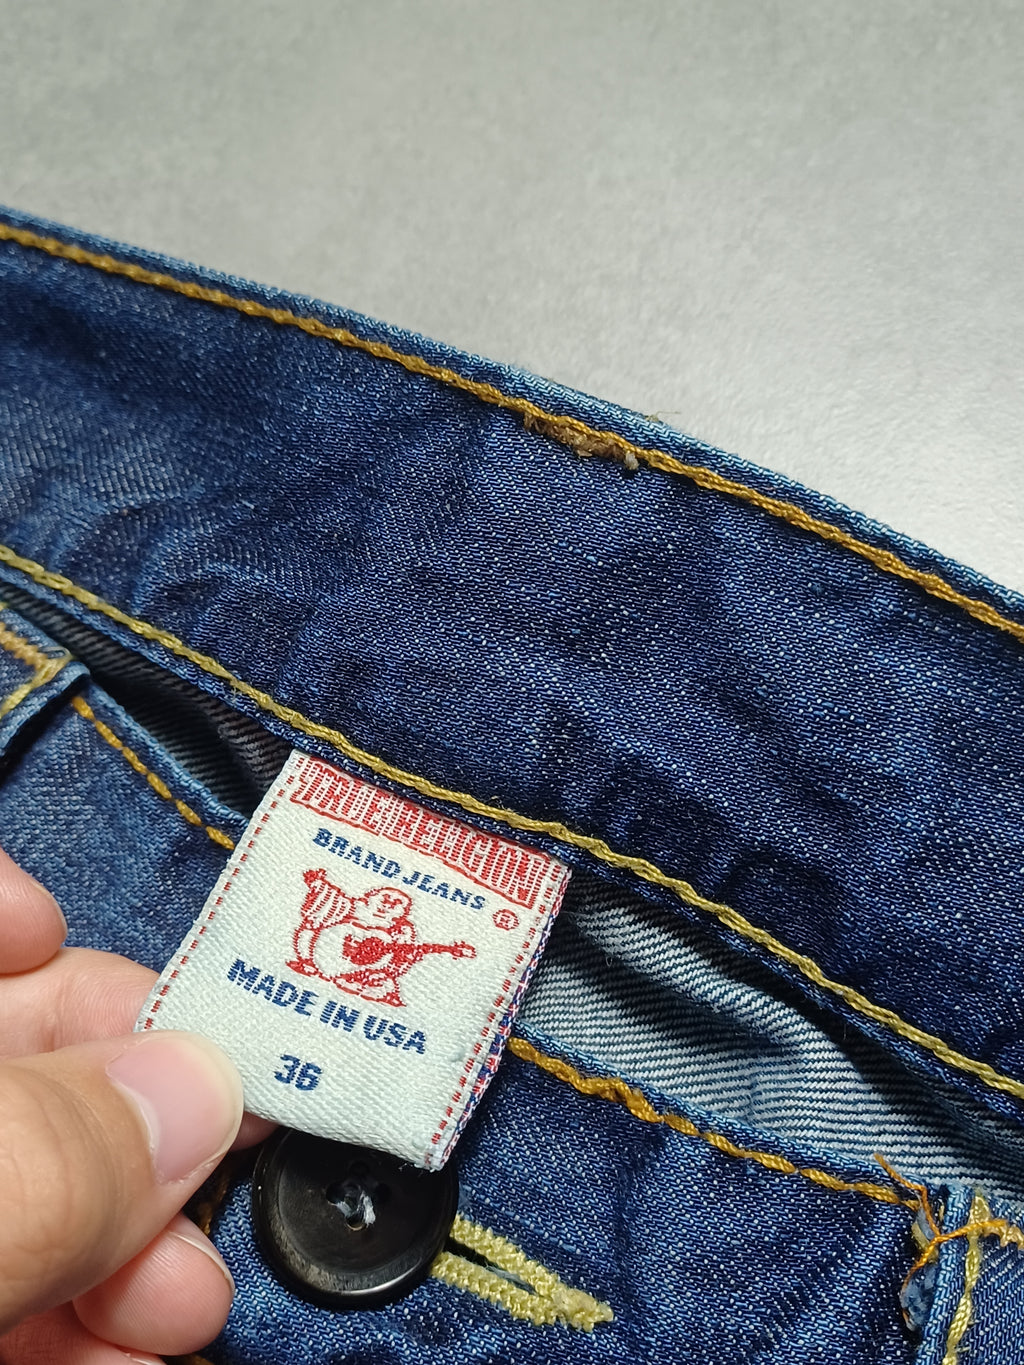 TRUE RELIGION
BRAND JEANS
®
MADE IN USA
36